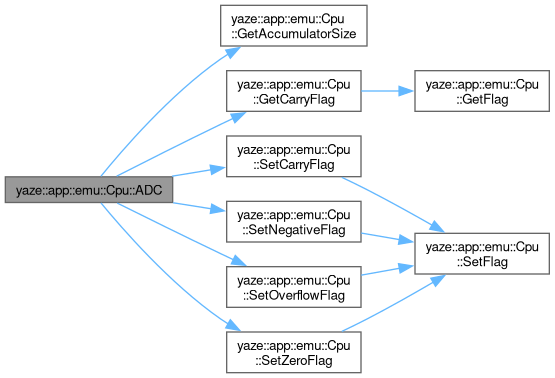 yaze::app::emu::Cpu::ADC
yaze::app::emu::Cpu
::GetAccumulatorSize
yaze::app::emu::Cpu
::GetCarryFlag
yaze::app::emu::Cpu
::GetFlag
yaze::app::emu::Cpu
::SetCarryFlag
yaze::app::emu::Cpu
::SetNegativeFlag
yaze::app::emu::Cpu
::SetOverflowFlag
yaze::app::emu::Cpu
::SetZeroFlag
yaze::app::emu::Cpu
::SetFlag